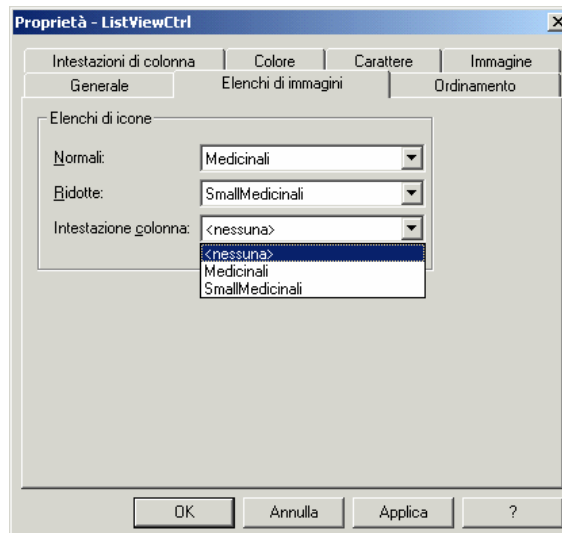 Proprietà - ListViewCtrl
Intestazioni di colonna Colore Carattere Immagine
Generale Elenchi di immagini Ordinamento
Elenchi di icone
Normali: Medicinali
Ridotte: SmallMedicinali
Intestazione colonna: <nessuna>
<nessuna>
Medicinali
SmallMedicinali
OK Annulla Applica ?